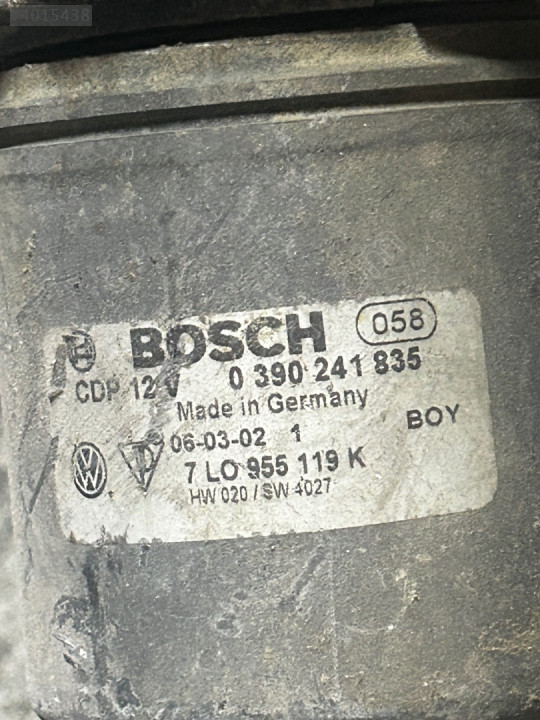 M015438
BOSCH 058
CDP 12 V 0 390 241 835
Made in Germany
06-03-02 1 BOY
7 L0 955 119 K
HW 020 / SW 4027